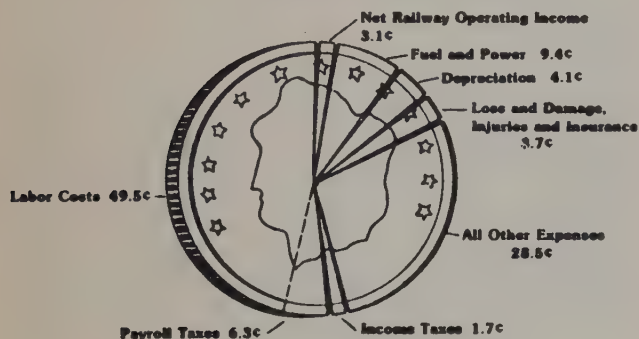 Net Railway Operating Income
3.1¢
Fuel and Power 9.4¢
Depreciation 4.1¢
Loss and Damage,
Injuries and Insurance
3.7¢
Labor Costs 49.5¢
All Other Expenses
28.5¢
Payroll Taxes 6.3¢
Income Taxes 1.7¢